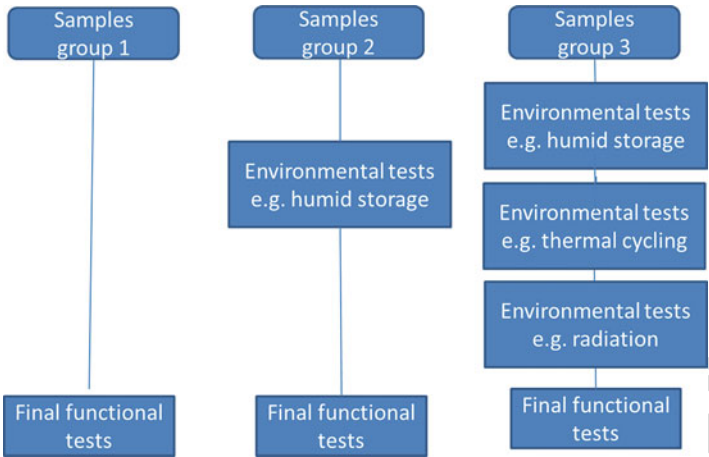 Samples
group 1
Final functional
tests
Samples
group 2
Environmental tests
e.g. humid storage
Final functional
tests
Samples
group 3
Environmental tests
e.g. humid storage
Environmental tests
e.g. thermal cycling
Environmental tests
e.g. radiation
Final functional
tests